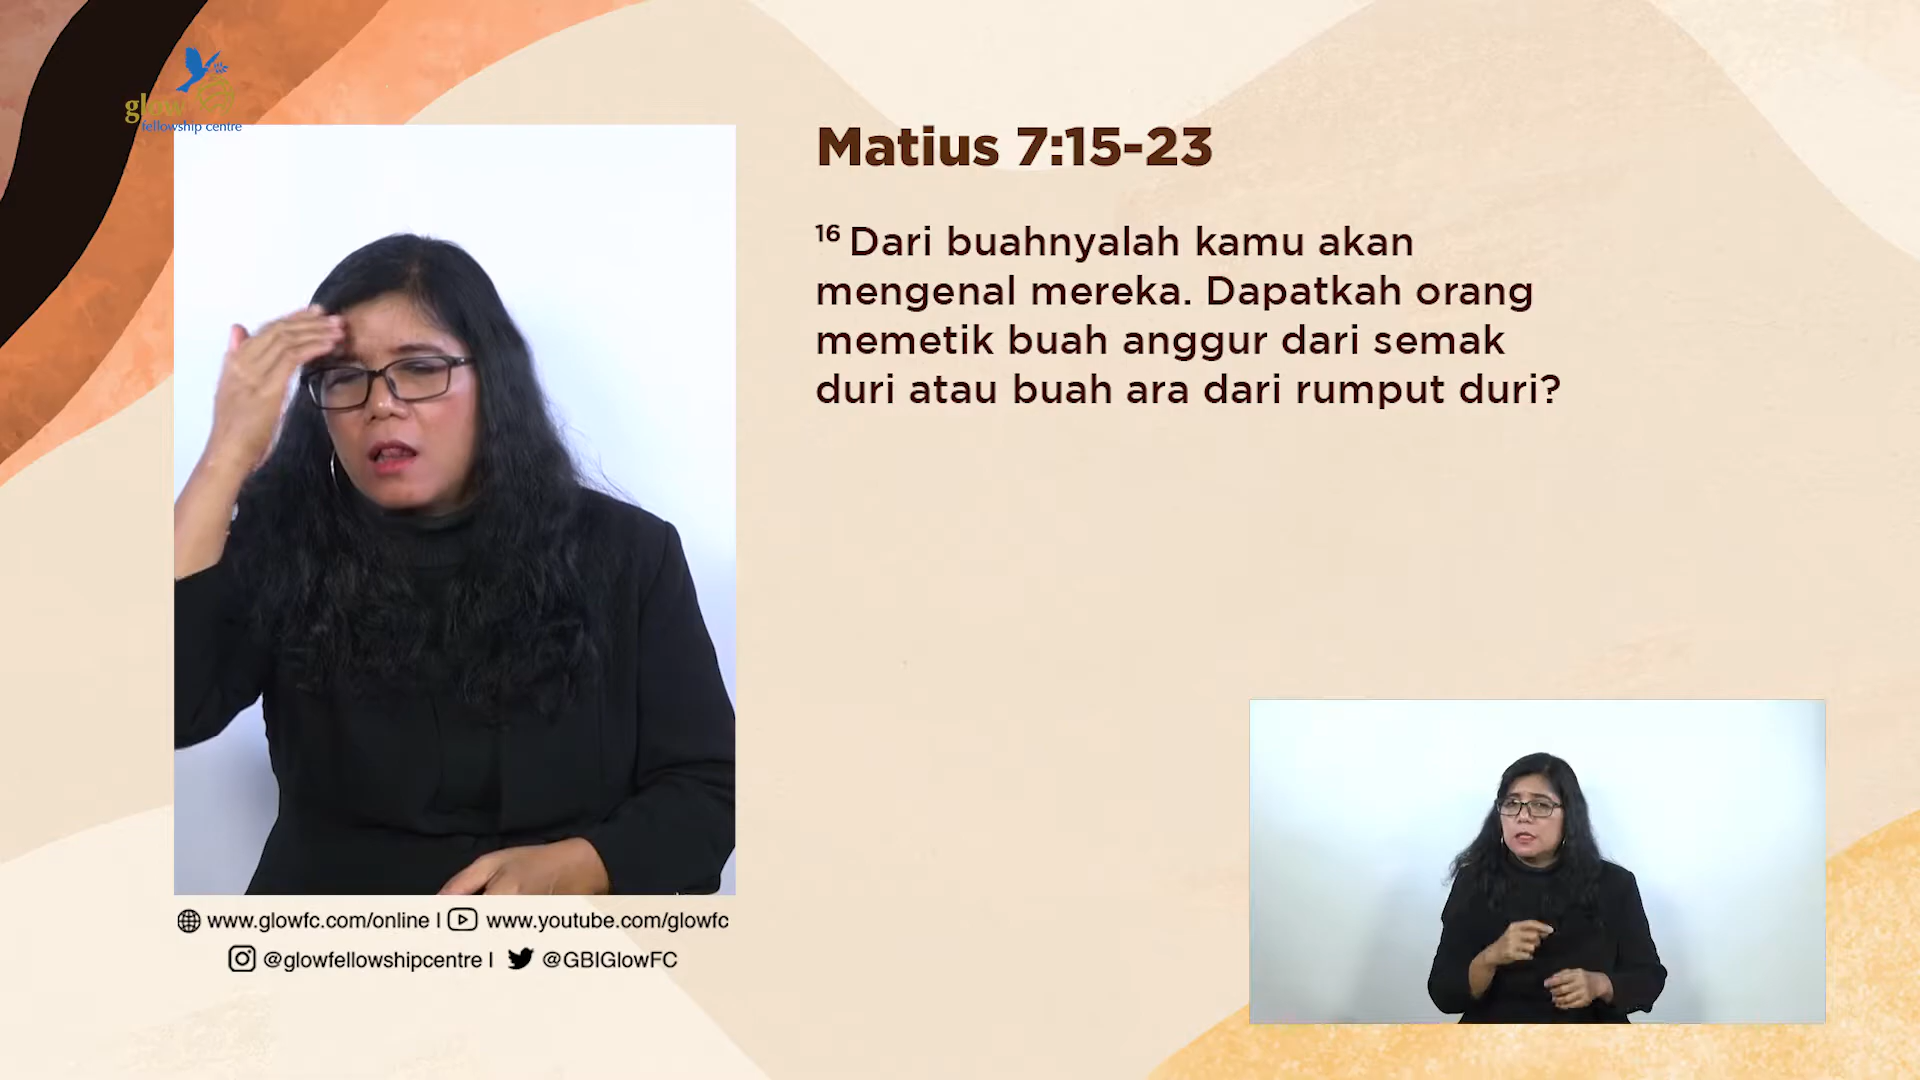 glow
fellowship centre
Matius 7:15-23
16 Dari buahnyalah kamu akan
mengenal mereka. Dapatkah orang
memetik buah anggur dari semak
duri atau buah ara dari rumput duri?
www.glowfc.com/online I www.youtube.com/glowfc
@glowfellowshipcentre I @GBIGlowFC